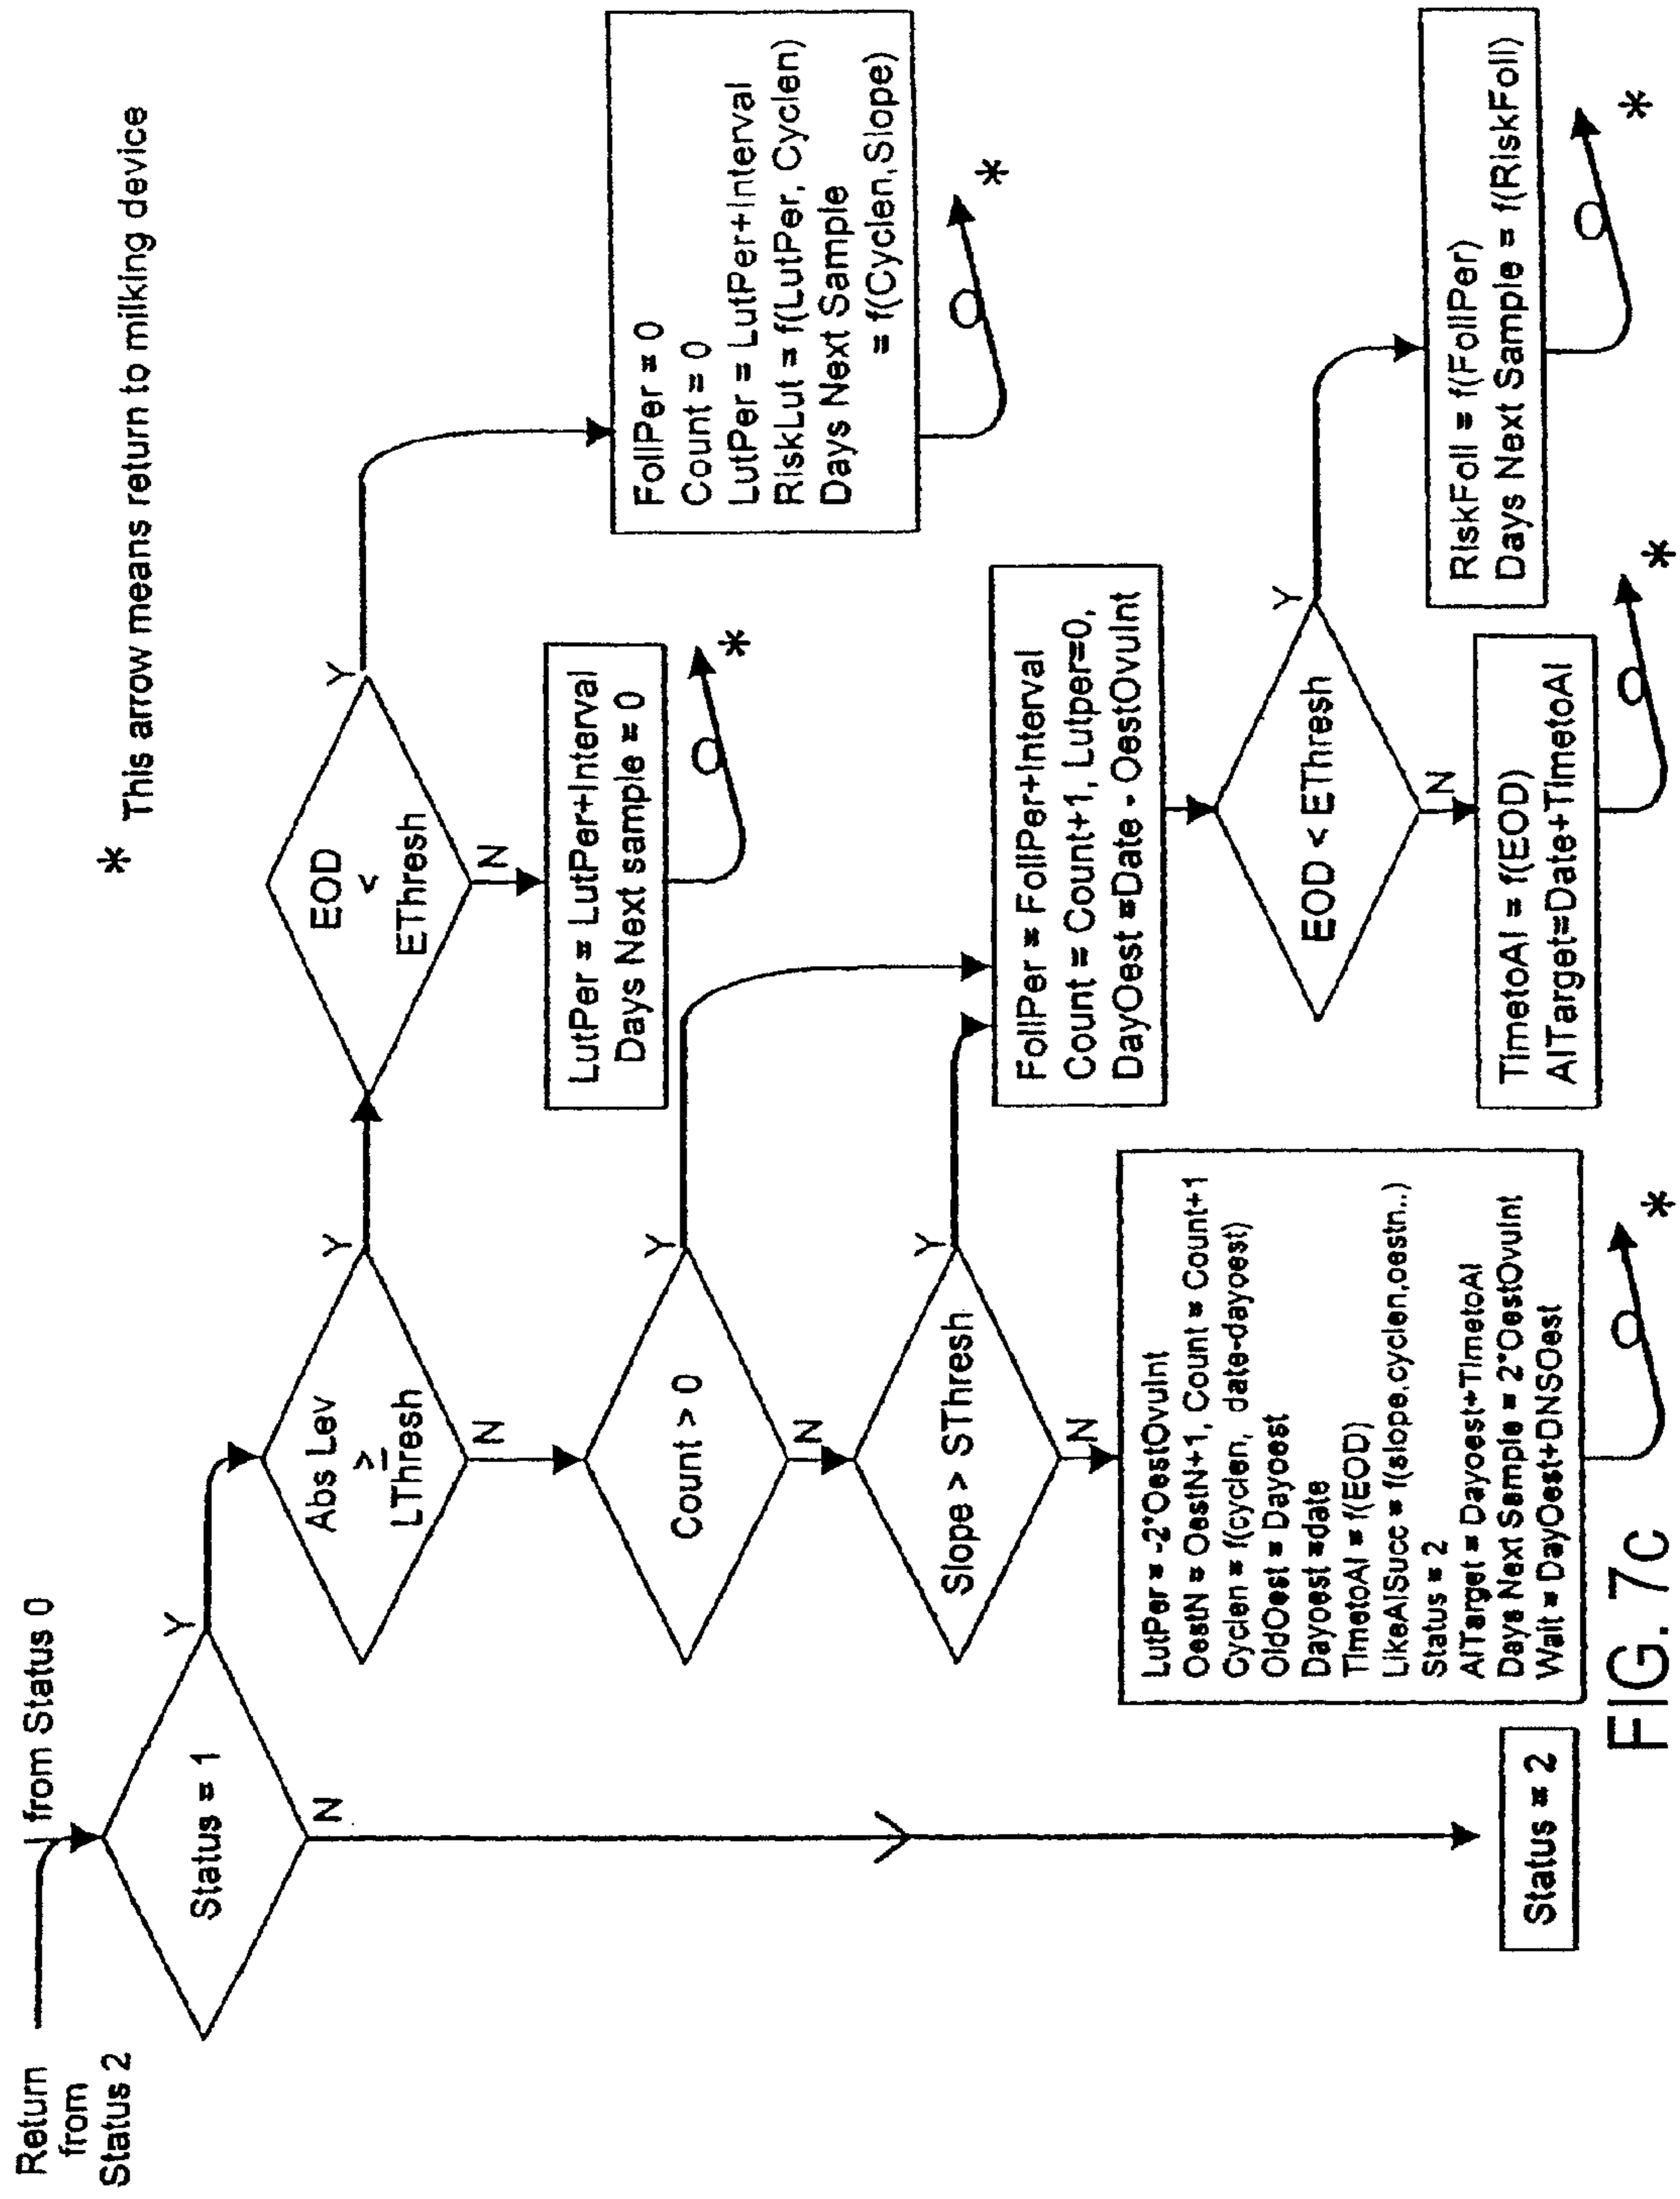 Return
from
Status 2
from Status 0
* This arrow means return to milking device
Status = 1
Y
N
Abs Lev
≥
LThresh
Y
N
EOD
<
EThresh
Y
N
FollPer = 0
Count = 0
LutPer = LutPer+Interval
RiskLut = f(LutPer, Cyclen)
Days Next Sample
= f(Cyclen,Slope)
*
LutPer = LutPer+Interval
Days Next sample = 0
*
Count > 0
Y
N
Slope > SThresh
Y
N
FollPer = FollPer+Interval
Count = Count+1, Lutper=0,
DayOest =Date - OestOvuInt
EOD < EThresh
Y
N
RiskFoll = f(FollPer)
Days Next Sample = f(RiskFoll)
*
TimetoAI = f(EOD)
AITarget=Date+TimetoAI
*
LutPer = -2*OestOvuInt
OestN = OestN+1, Count = Count+1
Cyclen = f(cyclen, date-dayoest)
OldOest = Dayoest
Dayoest =date
TimetoAI = f(EOD)
LikeAISucc = f(slope,cyclen,oestn..)
Status = 2
AITarget = Dayoest+TimetoAI
Days Next Sample = 2*OestOvuInt
Wait = DayOest+DNSOest
*
Status = 2
FIG. 7c